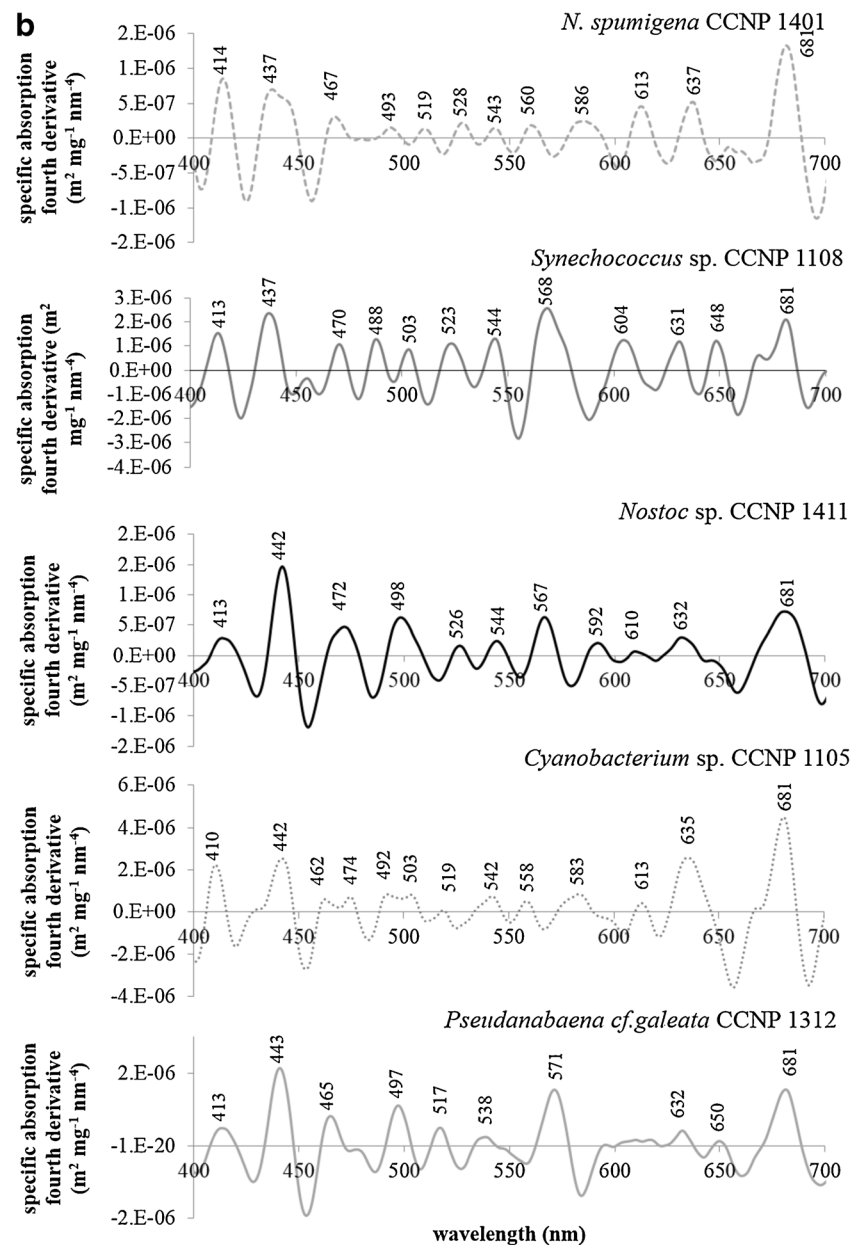 b
N. spumigena CCNP 1401
specific absorption
fourth derivative
(m² mg⁻¹ nm⁻⁴)
2.E-06
1.E-06
5.E-07
0.E+00
-5.E-07
-1.E-06
-2.E-06
414 437 467 493 519 528 543 560 586 613 637 681
400 450 500 550 600 650 700
Synechococcus sp. CCNP 1108
specific absorption
fourth derivative (m²
mg⁻¹ nm⁻⁴)
3.E-06
2.E-06
1.E-06
0.E+00
-1.E-06
-2.E-06
-3.E-06
-4.E-06
413 437 470 488 503 523 544 568 604 631 648 681
400 450 500 550 600 650 700
Nostoc sp. CCNP 1411
specific absorption
fourth derivative
(m² mg⁻¹ nm⁻⁴)
2.E-06
2.E-06
1.E-06
5.E-07
0.E+00
-5.E-07
-1.E-06
-2.E-06
413 442 472 498 526 544 567 592 610 632 681
400 450 500 550 600 650 700
Cyanobacterium sp. CCNP 1105
specific absorption
fourth derivative
(m² mg⁻¹ nm⁻⁴)
6.E-06
4.E-06
2.E-06
0.E+00
-2.E-06
-4.E-06
410 442 462 474 492 503 519 542 558 583 613 635 681
400 450 500 550 600 650 700
Pseudanabaena cf.galeata CCNP 1312
specific absorption
fourth derivative
(m² mg⁻¹ nm⁻⁴)
2.E-06
-1.E-20
-2.E-06
413 443 465 497 517 538 571 632 650 681
400 450 500 550 600 650 700
wavelength (nm)